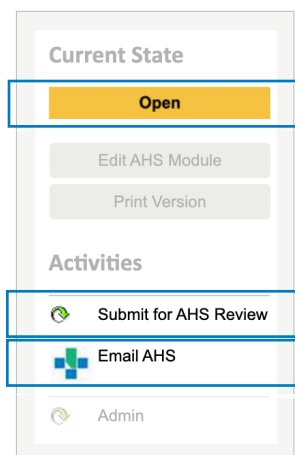 Current State
Open
Edit AHS Module
Print Version
Activities
Submit for AHS Review
Email AHS
Admin